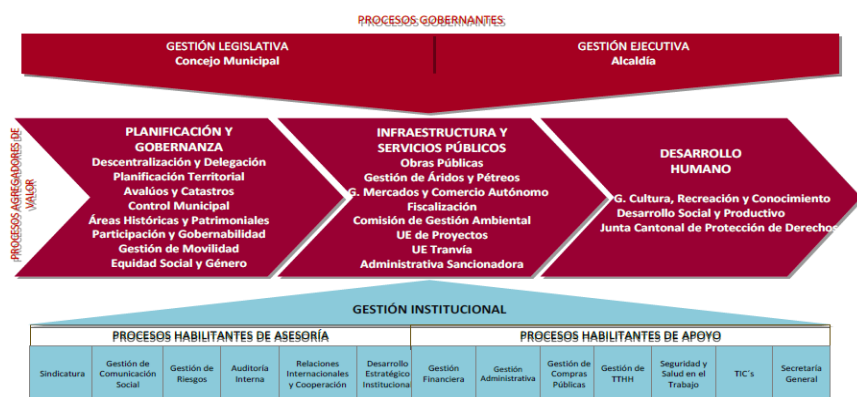 PROCESOS GOBERNANTES
GESTIÓN LEGISLATIVA
Concejo Municipal
GESTIÓN EJECUTIVA
Alcaldía
PROCESOS AGREGADORES DE
VALOR
PLANIFICACIÓN Y
GOBERNANZA
Descentralización y Delegación
Planificación Territorial
Avalúos y Catastros
Control Municipal
Áreas Históricas y Patrimoniales
Participación y Gobernabilidad
Gestión de Movilidad
Equidad Social y Género
INFRAESTRUCTURA Y
SERVICIOS PÚBLICOS
Obras Públicas
Gestión de Áridos y Pétreos
G. Mercados y Comercio Autónomo
Fiscalización
Comisión de Gestión Ambiental
UE de Proyectos
UE Tranvía
Administrativa Sancionadora
DESARROLLO
HUMANO
G. Cultura, Recreación y Conocimiento
Desarrollo Social y Productivo
Junta Cantonal de Protección de Derechos
GESTIÓN INSTITUCIONAL
PROCESOS HABILITANTES DE ASESORÍA
PROCESOS HABILITANTES DE APOYO
Sindicatura
Gestión de
Comunicación
Social
Gestión de
Riesgos
Auditoría
Interna
Relaciones
Internacionales
y Cooperación
Desarrollo
Estratégico
Institucional
Gestión
Financiera
Gestión
Administrativa
Gestión de
Compras
Públicas
Gestión de
TTHH
Seguridad y
Salud en el
Trabajo
TIC´s
Secretaría
General